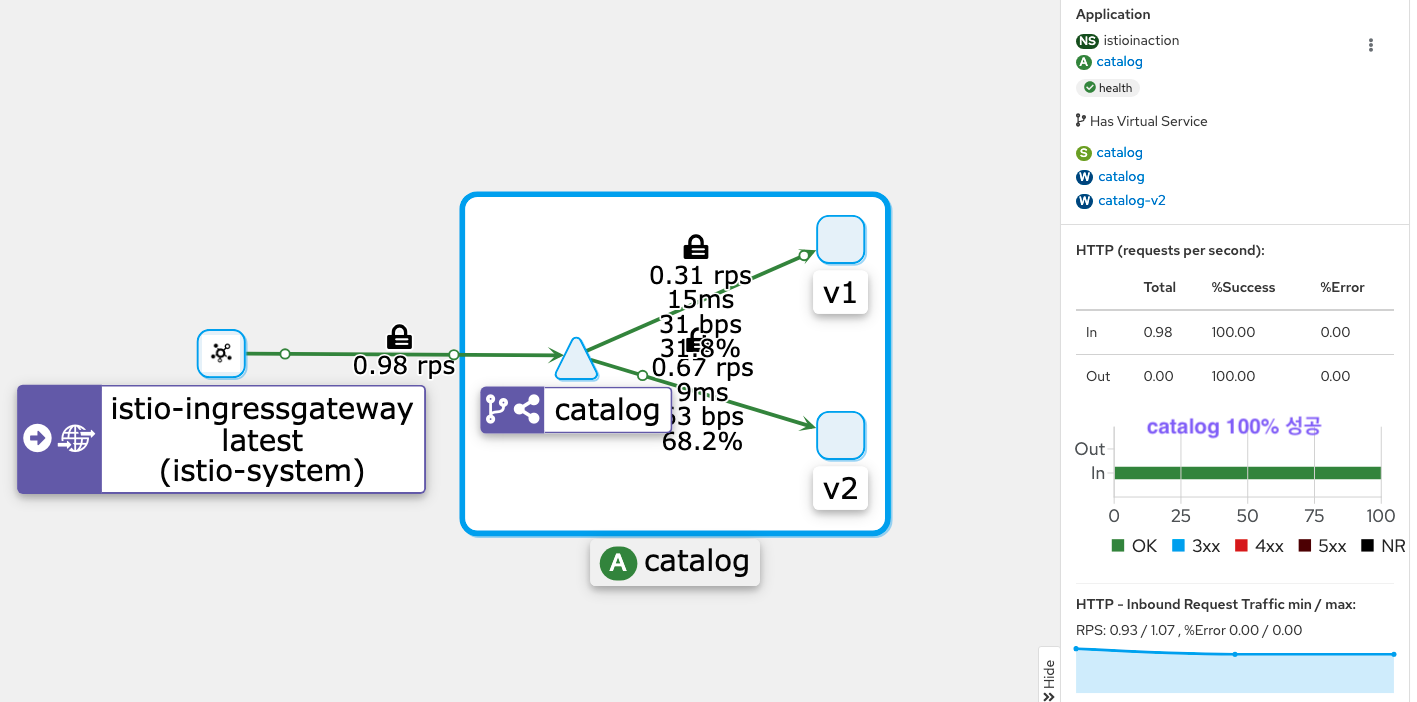 0.98 rps
istio-ingressgateway
latest
(istio-system)
catalog
0.31 rps
15ms
31 bps
31.8%
0.67 rps
9ms
bps
68.2%
v1
v2
A catalog
Application
NS istioinaction
A catalog
health
Has Virtual Service
S catalog
W catalog
W catalog-v2
HTTP (requests per second):
Total %Success %Error
In 0.98 100.00 0.00
Out 0.00 100.00 0.00
catalog 100% 성공
Out
In
0 25 50 75 100
OK 3xx 4xx 5xx NR
HTTP - Inbound Request Traffic min / max:
RPS: 0.93 / 1.07 , %Error 0.00 / 0.00
Hide